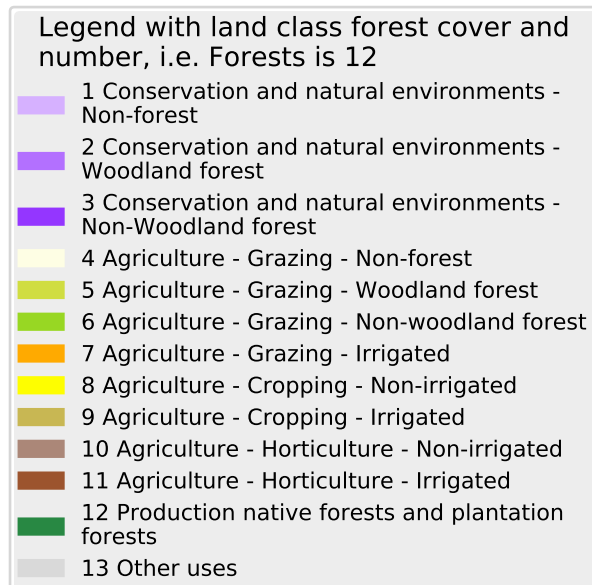 Legend with land class forest cover and
number, i.e. Forests is 12
1 Conservation and natural environments -
Non-forest
2 Conservation and natural environments -
Woodland forest
3 Conservation and natural environments -
Non-Woodland forest
4 Agriculture - Grazing - Non-forest
5 Agriculture - Grazing - Woodland forest
6 Agriculture - Grazing - Non-woodland forest
7 Agriculture - Grazing - Irrigated
8 Agriculture - Cropping - Non-irrigated
9 Agriculture - Cropping - Irrigated
10 Agriculture - Horticulture - Non-irrigated
11 Agriculture - Horticulture - Irrigated
12 Production native forests and plantation
forests
13 Other uses